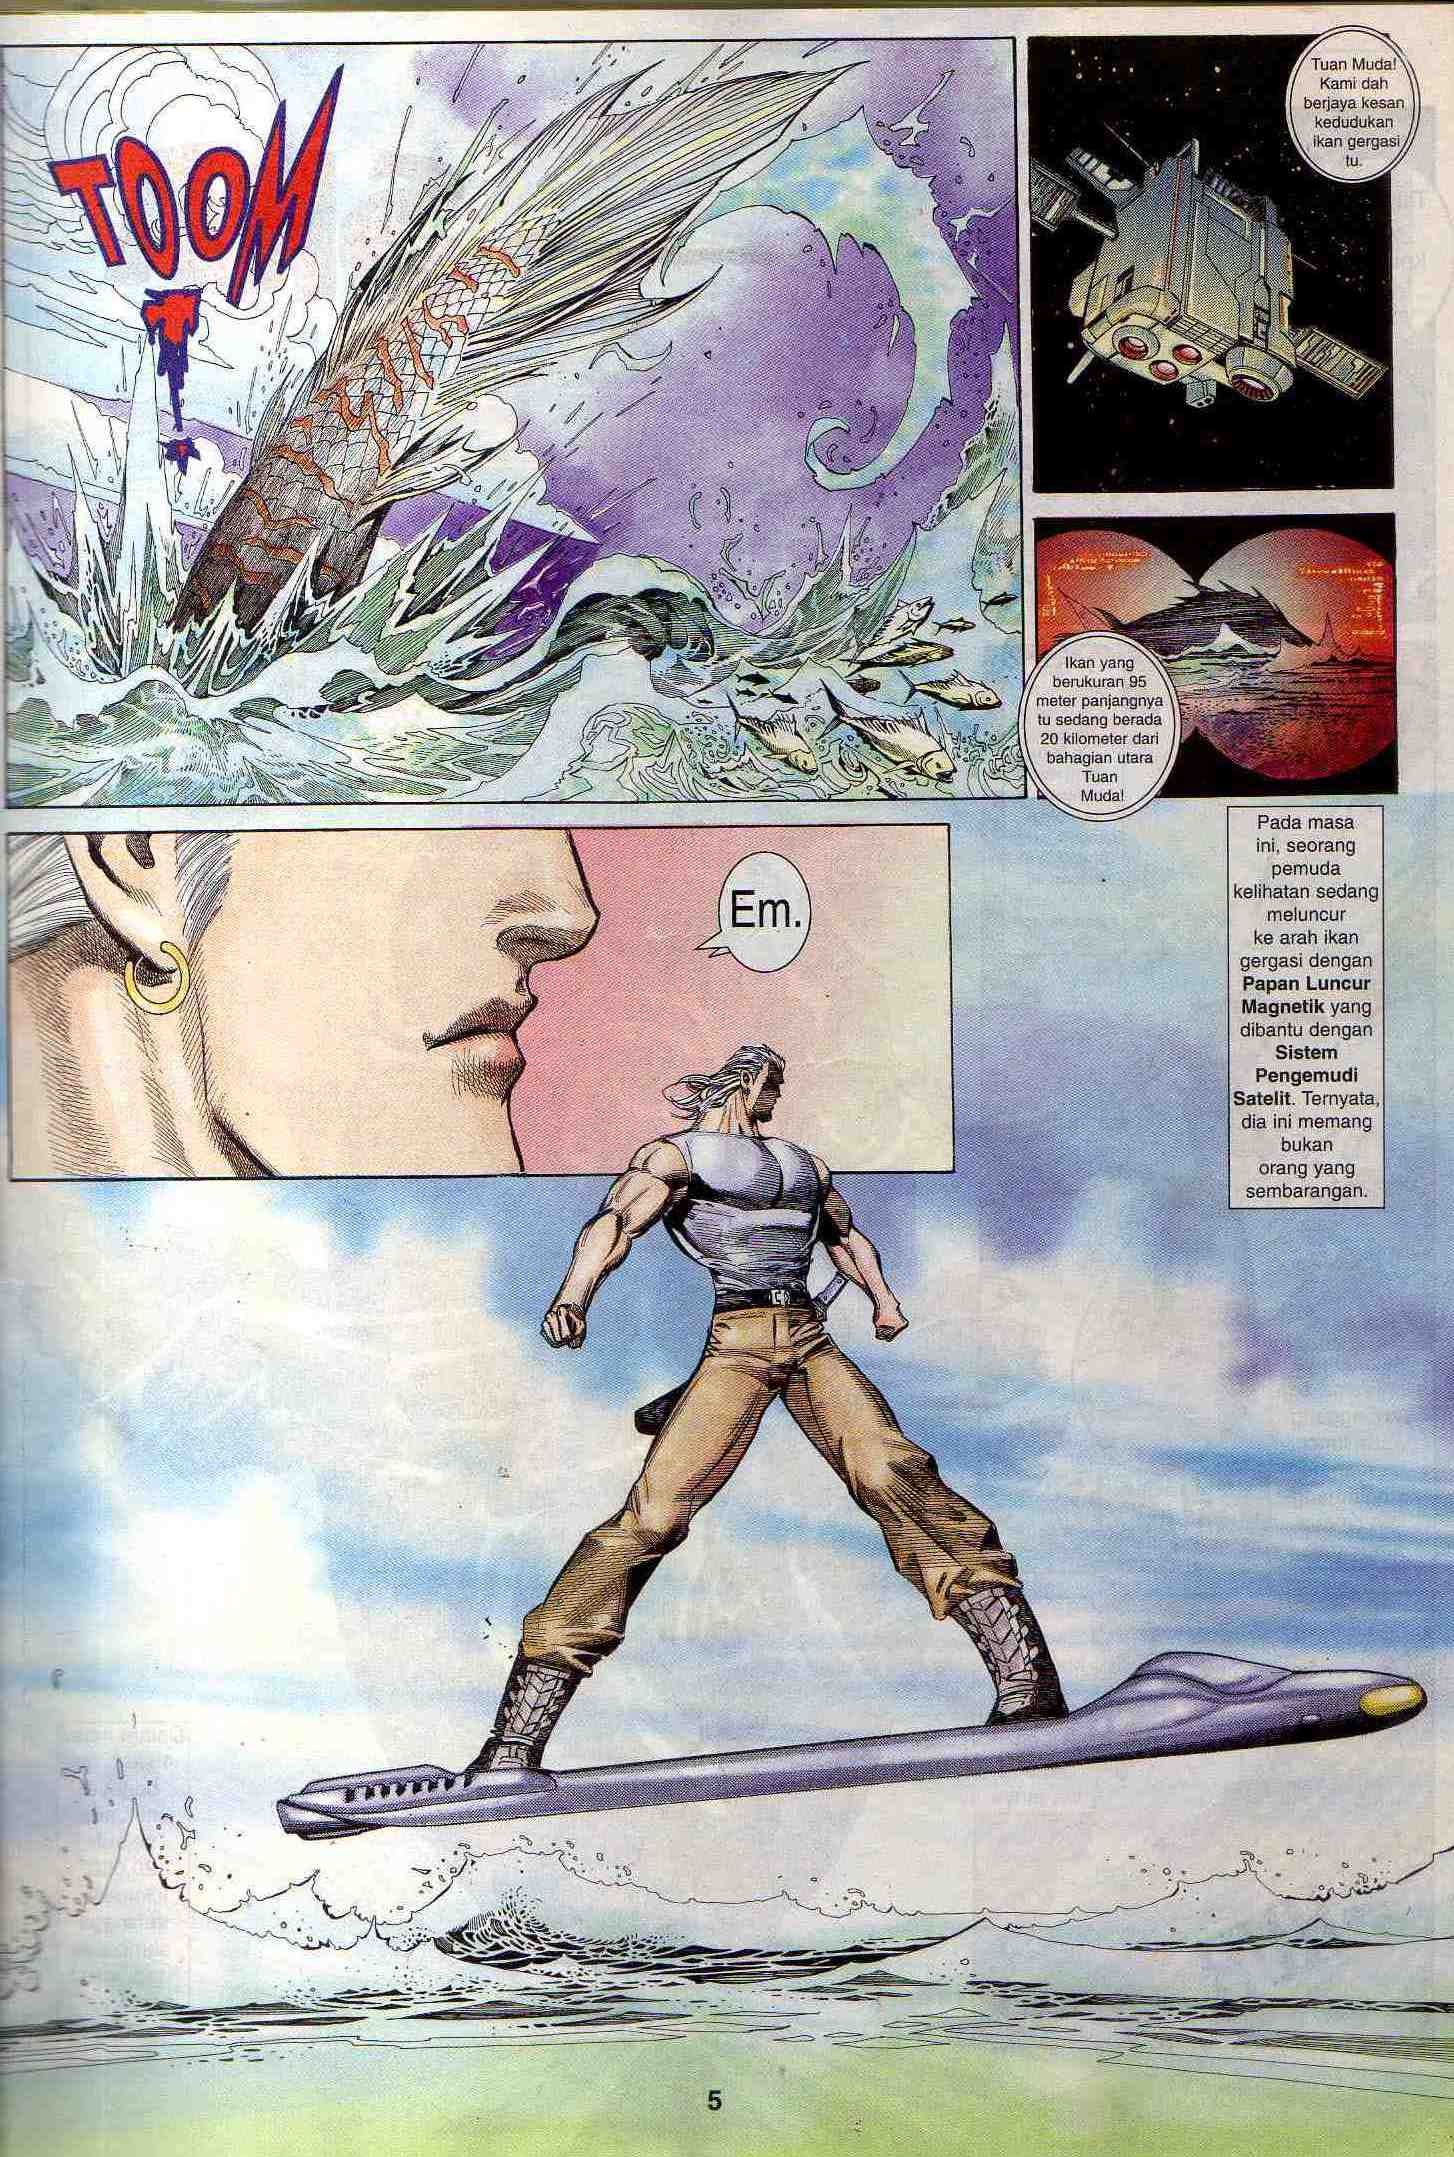 TOOM
!
Tuan Muda!
Kami dah
berjaya kesan
kedudukan
ikan gergasi
tu.
Ikan yang
berukuran 95
meter panjangnya
tu sedang berada
20 kilometer dari
bahagian utara
Tuan
Muda!
Em.
Pada masa
ini, seorang
pemuda
kelihatan sedang
meluncur
ke arah ikan
gergasi dengan
Papan Luncur
Magnetik yang
dibantu dengan
Sistem
Pengemudi
Satelit. Ternyata,
dia ini memang
bukan
orang yang
sembarangan.
5